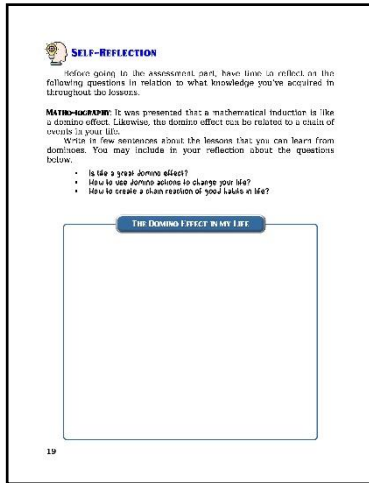 SELF-REFLECTION
Before going to the assessment part, have time to reflect on the
following questions in relation to what knowledge you've acquired in
throughout the lessons.
MATHO-IOGRAPHY: It was presented that a mathematical induction is like
a domino effect. Likewise, the domino effect can be related to a chain of
events in your life.
Write in few sentences about the lessons that you can learn from
dominoes. You may include in your reflection about the questions
below.
• Is life a great domino effect?
• How to use domino actions to change your life?
• How to create a chain reaction of good habits in life?
THE DOMINO EFFECT IN MY LIFE
19